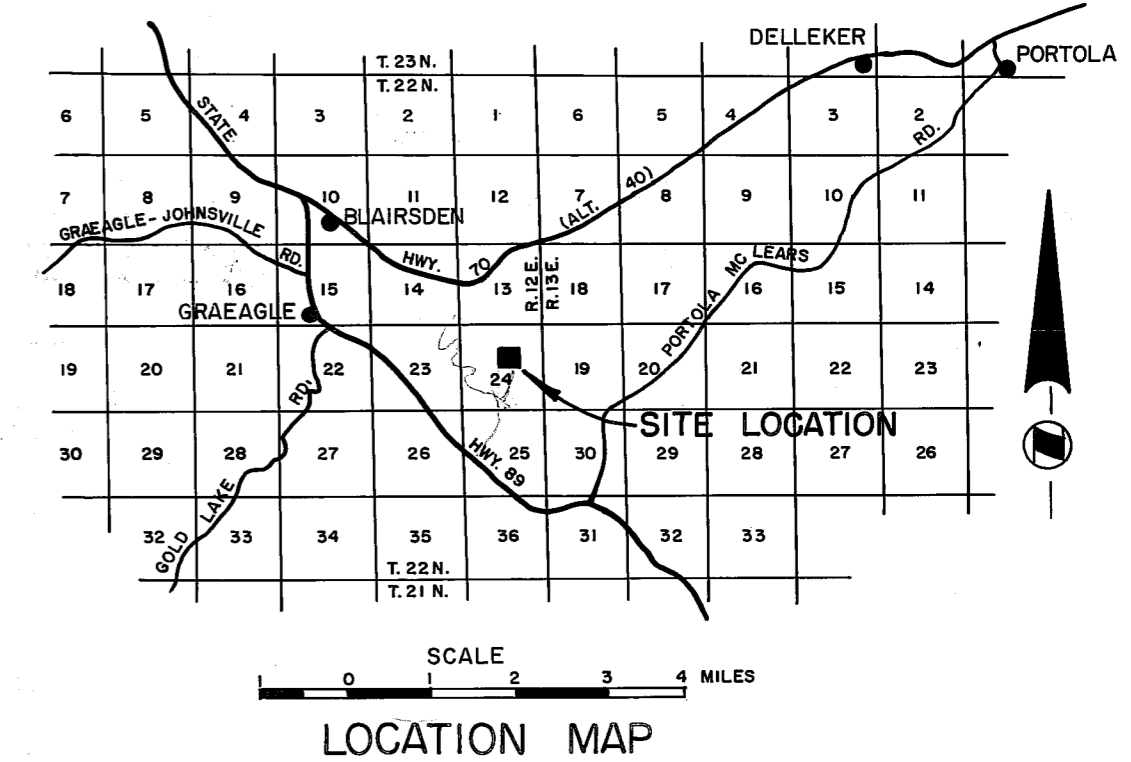 DELLEKER
PORTOLA
T. 23 N.
T. 22 N.
6 5 4 3 2 1 6 5 4 3 2
STATE
RD.
7 8 9 10 11 12 7 8 9 10 11
BLAIRSDEN
GRAEAGLE-JOHNSVILLE RD.
HWY. 70 (ALT. 40)
R. 12 E.
R. 13 E.
PORTOLA MC LEARS
18 17 16 15 14 13 18 17 16 15 14
GRAEAGLE
19 20 21 22 23 24 19 20 21 22 23
RD.
SITE LOCATION
30 29 28 27 26 25 30 29 28 27 26
HWY. 89
GOLD LAKE
32 33 34 35 36 31 32 33
T. 22 N.
T. 21 N.
SCALE
1 0 1 2 3 4 MILES
LOCATION MAP